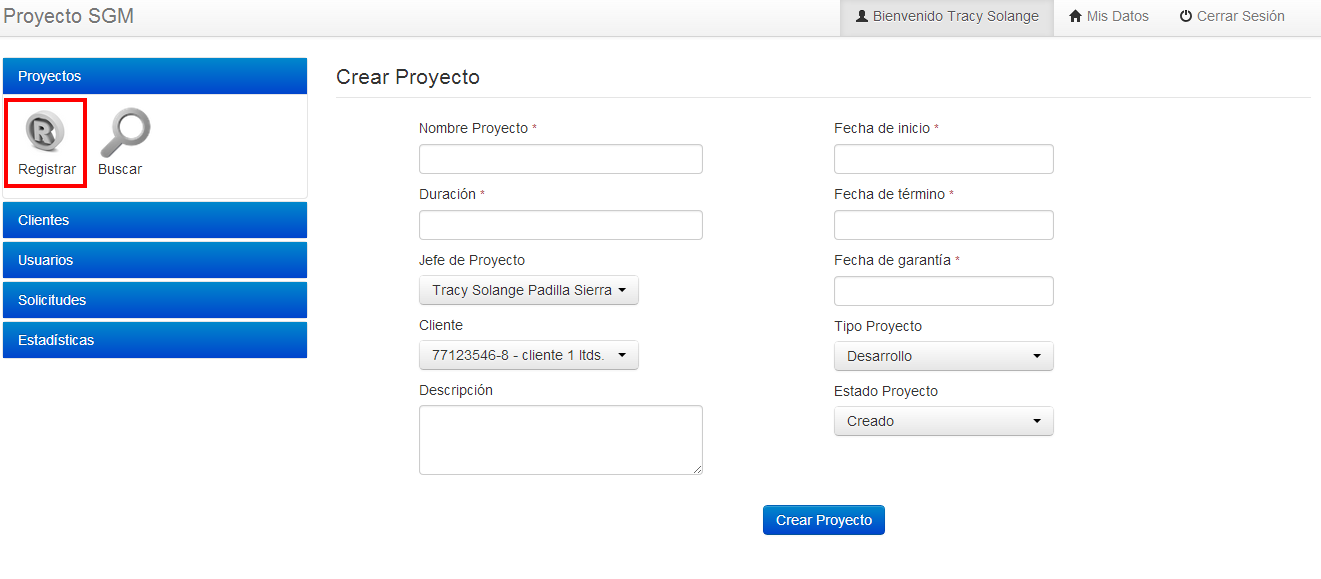 Proyecto SGM
Bienvenido Tracy Solange
Mis Datos
Cerrar Sesión
Proyectos
R
Registrar
Buscar
Clientes
Usuarios
Solicitudes
Estadísticas
Crear Proyecto
Nombre Proyecto *
Duración *
Jefe de Proyecto
Tracy Solange Padilla Sierra
Cliente
77123546-8 - cliente 1 ltds.
Descripción
Fecha de inicio *
Fecha de término *
Fecha de garantía *
Tipo Proyecto
Desarrollo
Estado Proyecto
Creado
Crear Proyecto